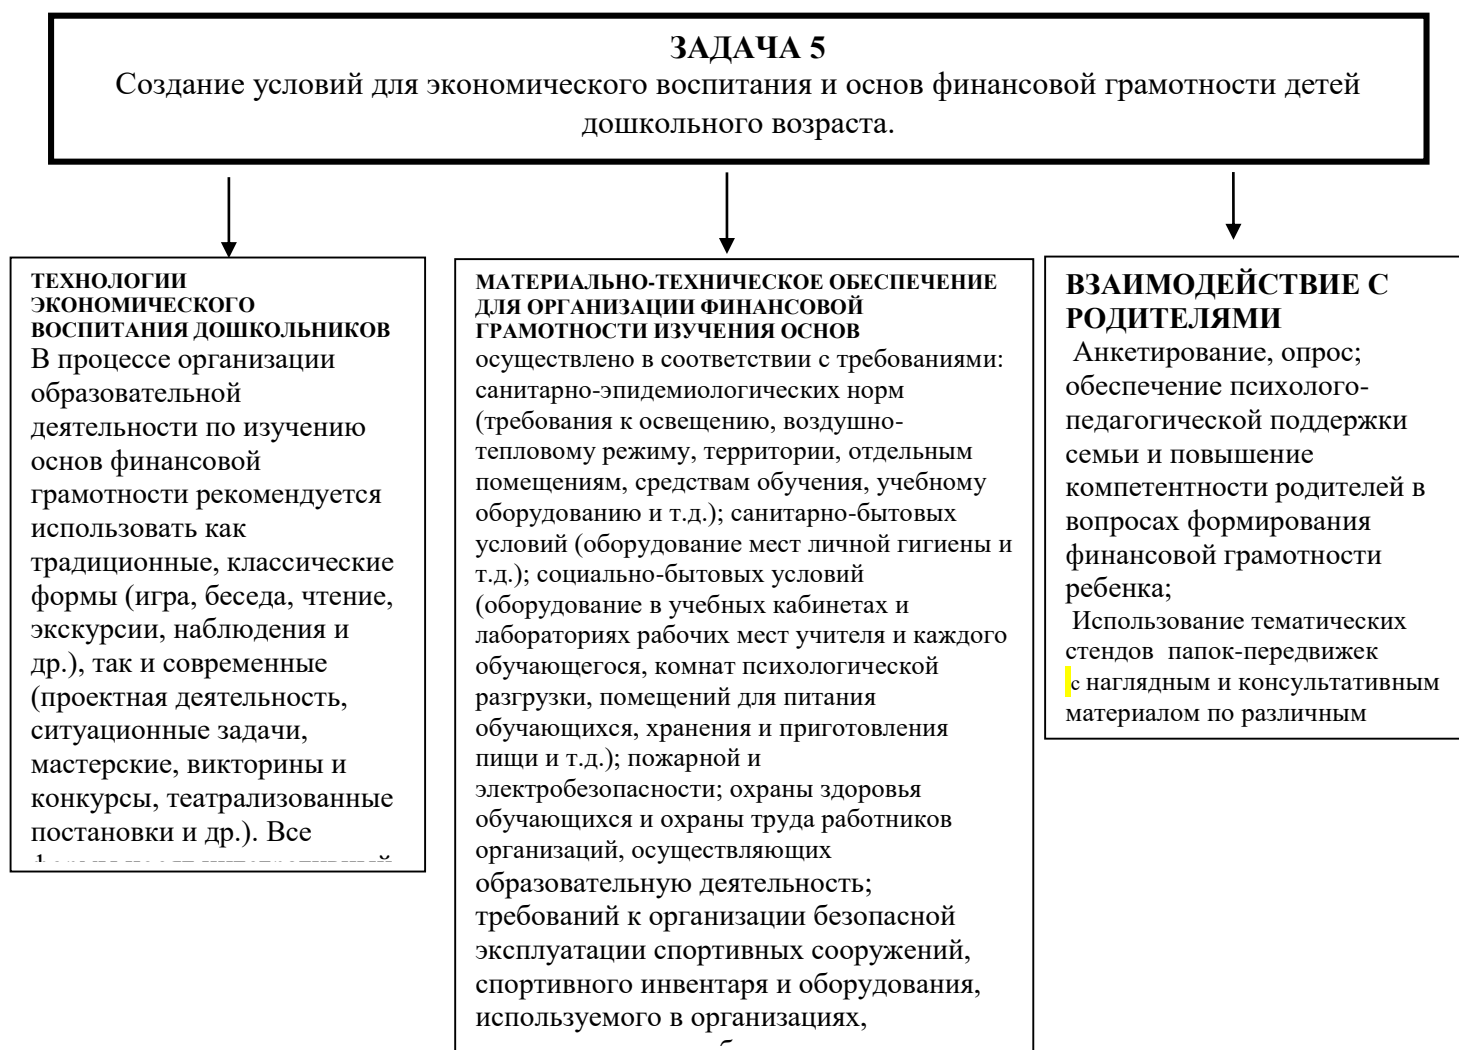 ЗАДАЧА 5
Создание условий для экономического воспитания и основ финансовой грамотности детей
дошкольного возраста.
ТЕХНОЛОГИИ
ЭКОНОМИЧЕСКОГО
ВОСПИТАНИЯ ДОШКОЛЬНИКОВ
В процессе организации
образовательной
деятельности по изучению
основ финансовой
грамотности рекомендуется
использовать как
традиционные, классические
формы (игра, беседа, чтение,
экскурсии, наблюдения и
др.), так и современные
(проектная деятельность,
ситуационные задачи,
мастерские, викторины и
конкурсы, театрализованные
постановки и др.). Все
МАТЕРИАЛЬНО-ТЕХНИЧЕСКОЕ ОБЕСПЕЧЕНИЕ
ДЛЯ ОРГАНИЗАЦИИ ФИНАНСОВОЙ
ГРАМОТНОСТИ ИЗУЧЕНИЯ ОСНОВ
осуществлено в соответствии с требованиями:
санитарно-эпидемиологических норм
(требования к освещению, воздушно-
тепловому режиму, территории, отдельным
помещениям, средствам обучения, учебному
оборудованию и т.д.); санитарно-бытовых
условий (оборудование мест личной гигиены и
т.д.); социально-бытовых условий
(оборудование в учебных кабинетах и
лабораториях рабочих мест учителя и каждого
обучающегося, комнат психологической
разгрузки, помещений для питания
обучающихся, хранения и приготовления
пищи и т.д.); пожарной и
электробезопасности; охраны здоровья
обучающихся и охраны труда работников
организаций, осуществляющих
образовательную деятельность;
требований к организации безопасной
эксплуатации спортивных сооружений,
спортивного инвентаря и оборудования,
используемого в организациях,
ВЗАИМОДЕЙСТВИЕ С
РОДИТЕЛЯМИ
Анкетирование, опрос;
обеспечение психолого-
педагогической поддержки
семьи и повышение
компетентности родителей в
вопросах формирования
финансовой грамотности
ребенка;
Использование тематических
стендов папок-передвижек
с наглядным и консультативным
материалом по различным